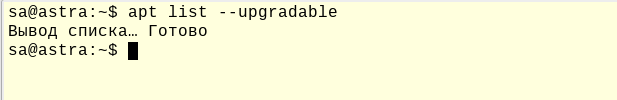 sa@astra:~$ apt list --upgradable
Вывод списка… Готово
sa@astra:~$